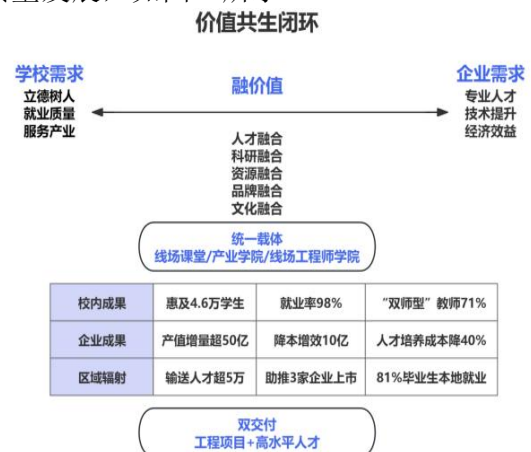 价值共生闭环
学校需求
立德树人
就业质量
服务产业
融价值
企业需求
专业人才
技术提升
经济效益
人才融合
科研融合
资源融合
品牌融合
文化融合
统一载体
线场课堂/产业学院/线场工程师学院
校内成果 惠及4.6万学生 就业率98% “双师型”教师71%
企业成果 产值增量超50亿 降本增效10亿 人才培养成本降40%
区域辐射 输送人才超5万 助推3家企业上市 81%毕业生本地就业
双交付
工程项目+高水平人才